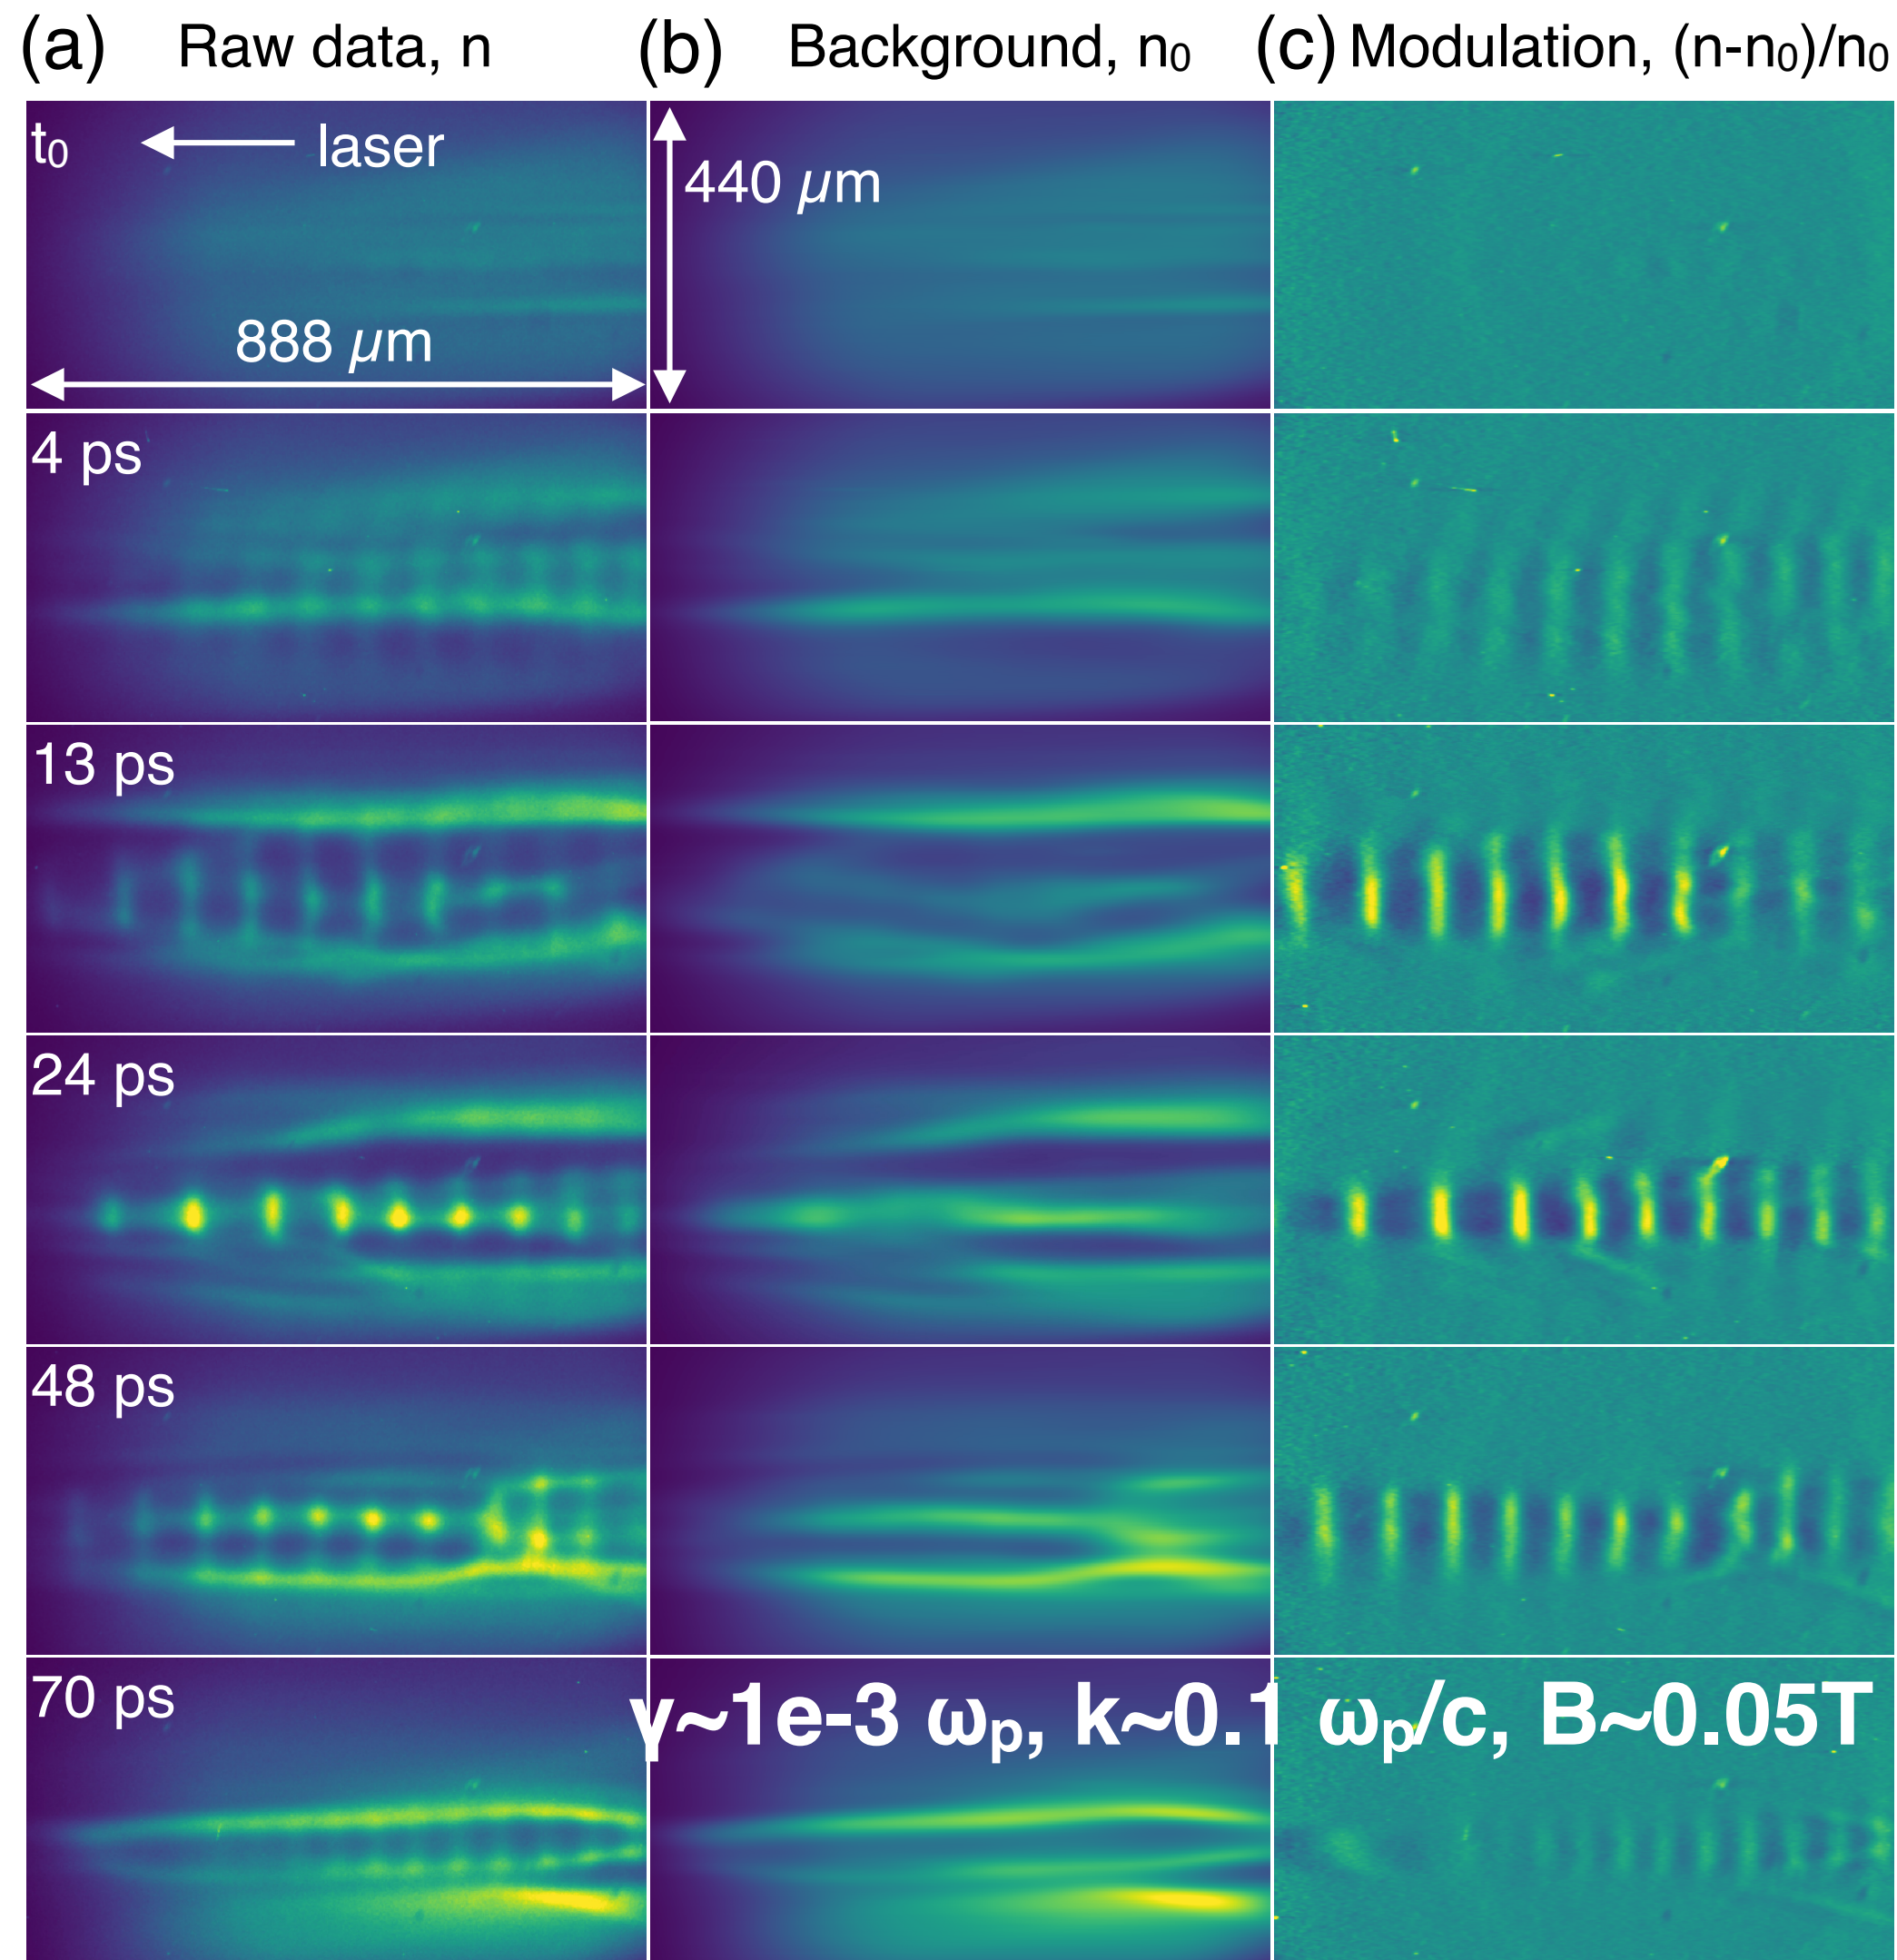 (a) Raw data, n (b) Background, n₀ (c) Modulation, (n-n₀)/n₀
t₀ laser
440 μm
888 μm
4 ps
13 ps
24 ps
48 ps
70 ps
γ~1e-3 ωₚ, k~0.1 ωₚ/c, B~0.05T